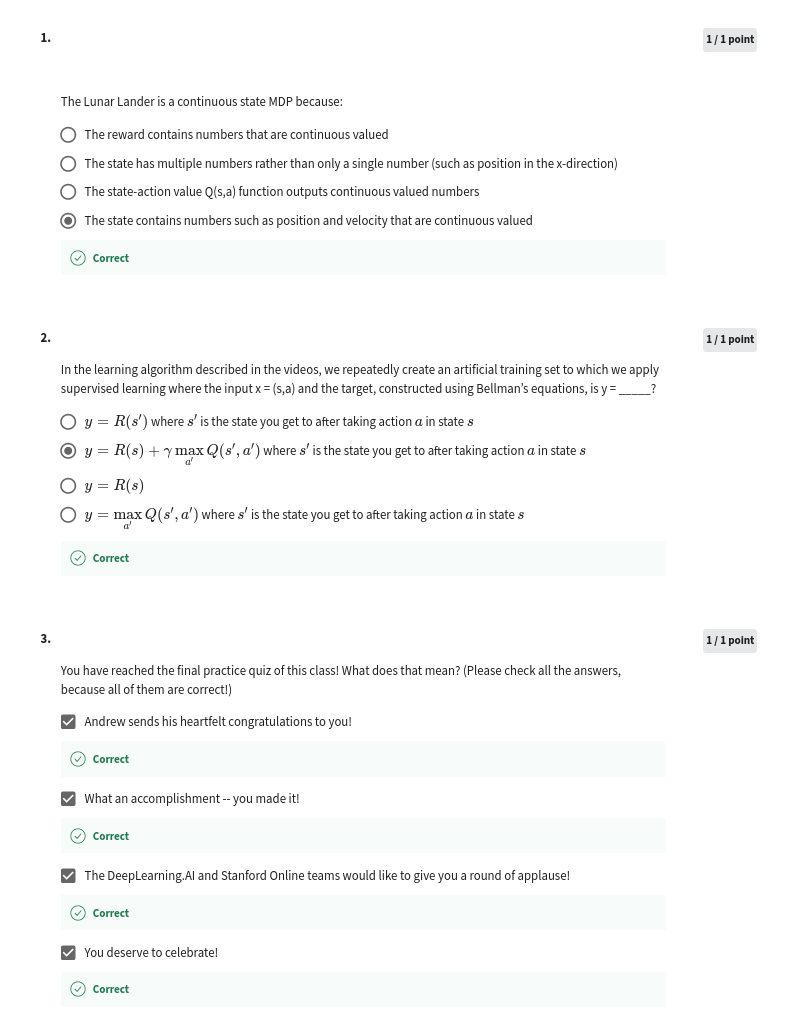 1.
1 / 1 point
The Lunar Lander is a continuous state MDP because:
The reward contains numbers that are continuous valued
The state has multiple numbers rather than only a single number (such as position in the x-direction)
The state-action value Q(s,a) function outputs continuous valued numbers
The state contains numbers such as position and velocity that are continuous valued
Correct
2.
1 / 1 point
In the learning algorithm described in the videos, we repeatedly create an artificial training set to which we apply
supervised learning where the input x = (s,a) and the target, constructed using Bellman's equations, is y = _____?
y = R(s′) where s′ is the state you get to after taking action a in state s
y = R(s) + γ max Q(s′, a′) where s′ is the state you get to after taking action a in state s
a′
y = R(s)
y = max Q(s′, a′) where s′ is the state you get to after taking action a in state s
a′
Correct
3.
1 / 1 point
You have reached the final practice quiz of this class! What does that mean? (Please check all the answers,
because all of them are correct!)
Andrew sends his heartfelt congratulations to you!
Correct
What an accomplishment -- you made it!
Correct
The DeepLearning.AI and Stanford Online teams would like to give you a round of applause!
Correct
You deserve to celebrate!
Correct